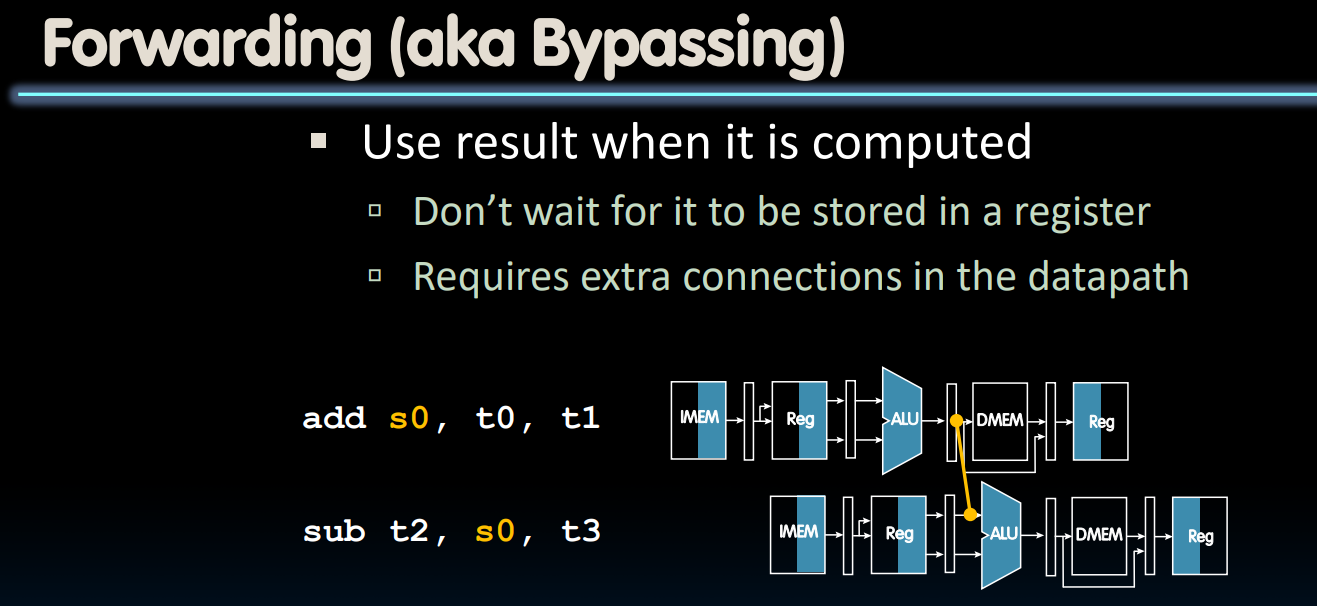 Forwarding (aka Bypassing)
Use result when it is computed
Don’t wait for it to be stored in a register
Requires extra connections in the datapath
add s0, t0, t1
IMEM Reg ALU DMEM Reg
sub t2, s0, t3
IMEM Reg ALU DMEM Reg